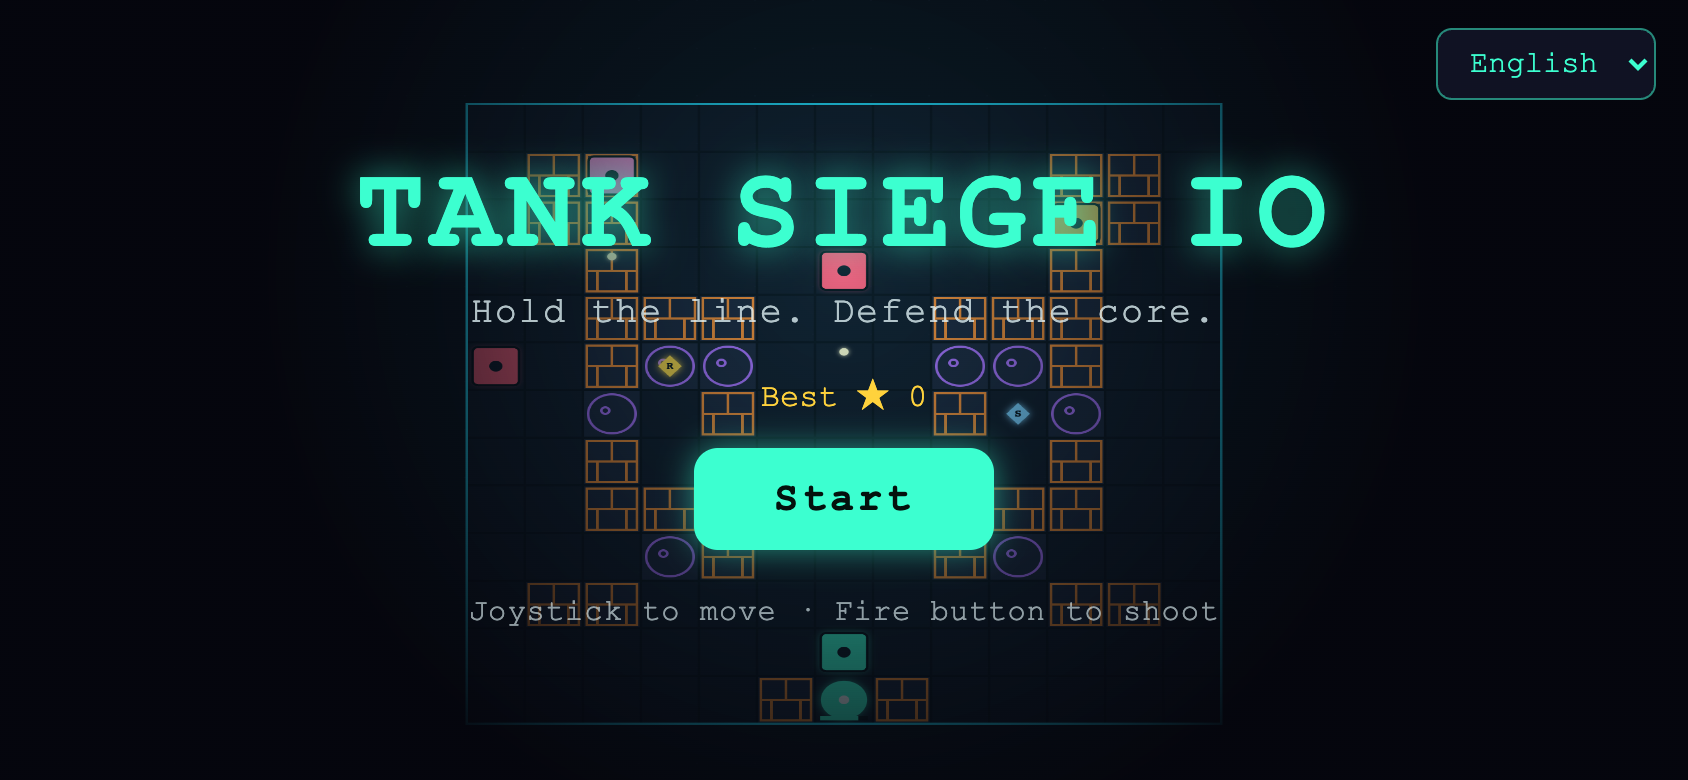 English
TANK SIEGE IO
Hold the line. Defend the core.
R
Best ★ 0
S
Start
Joystick to move · Fire button to shoot